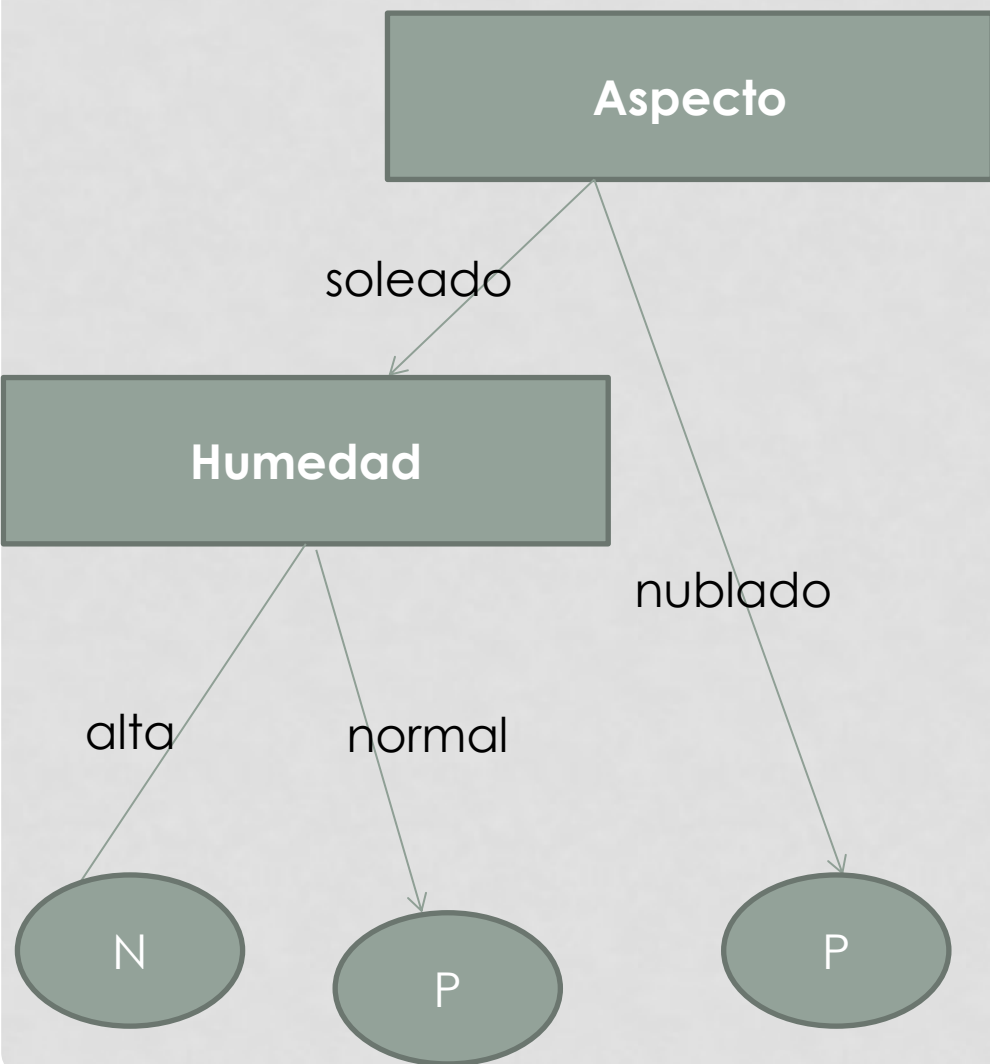 Aspecto
soleado
Humedad
nublado
alta
normal
N
P
P